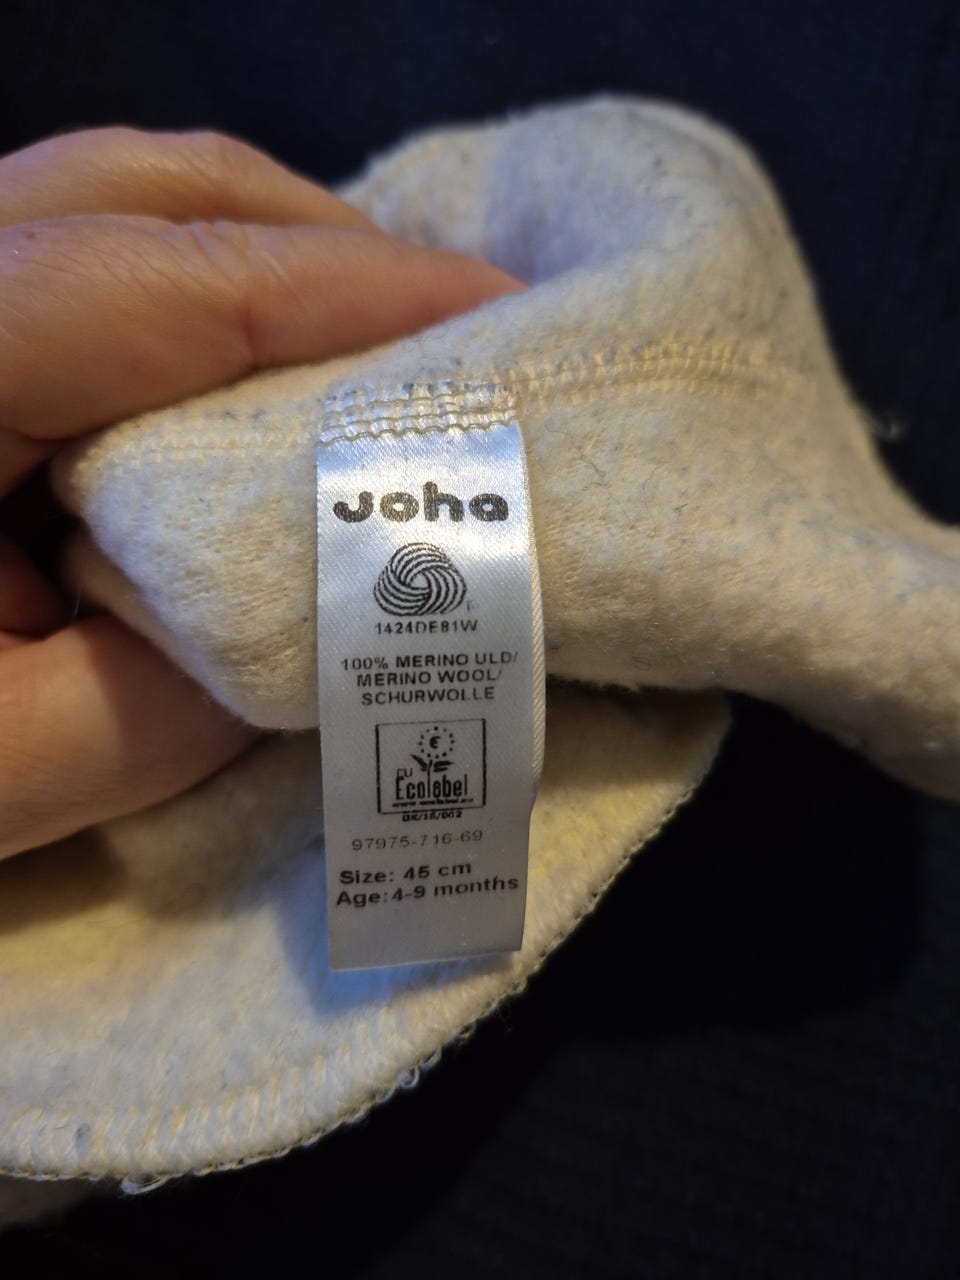 Joha
1424DE81W
100% MERINO ULD/
MERINO WOOL/
SCHURWOLLE
EU
Ecolabel
DK/16/002
97975-716-69
Size: 45 cm
Age: 4-9 months